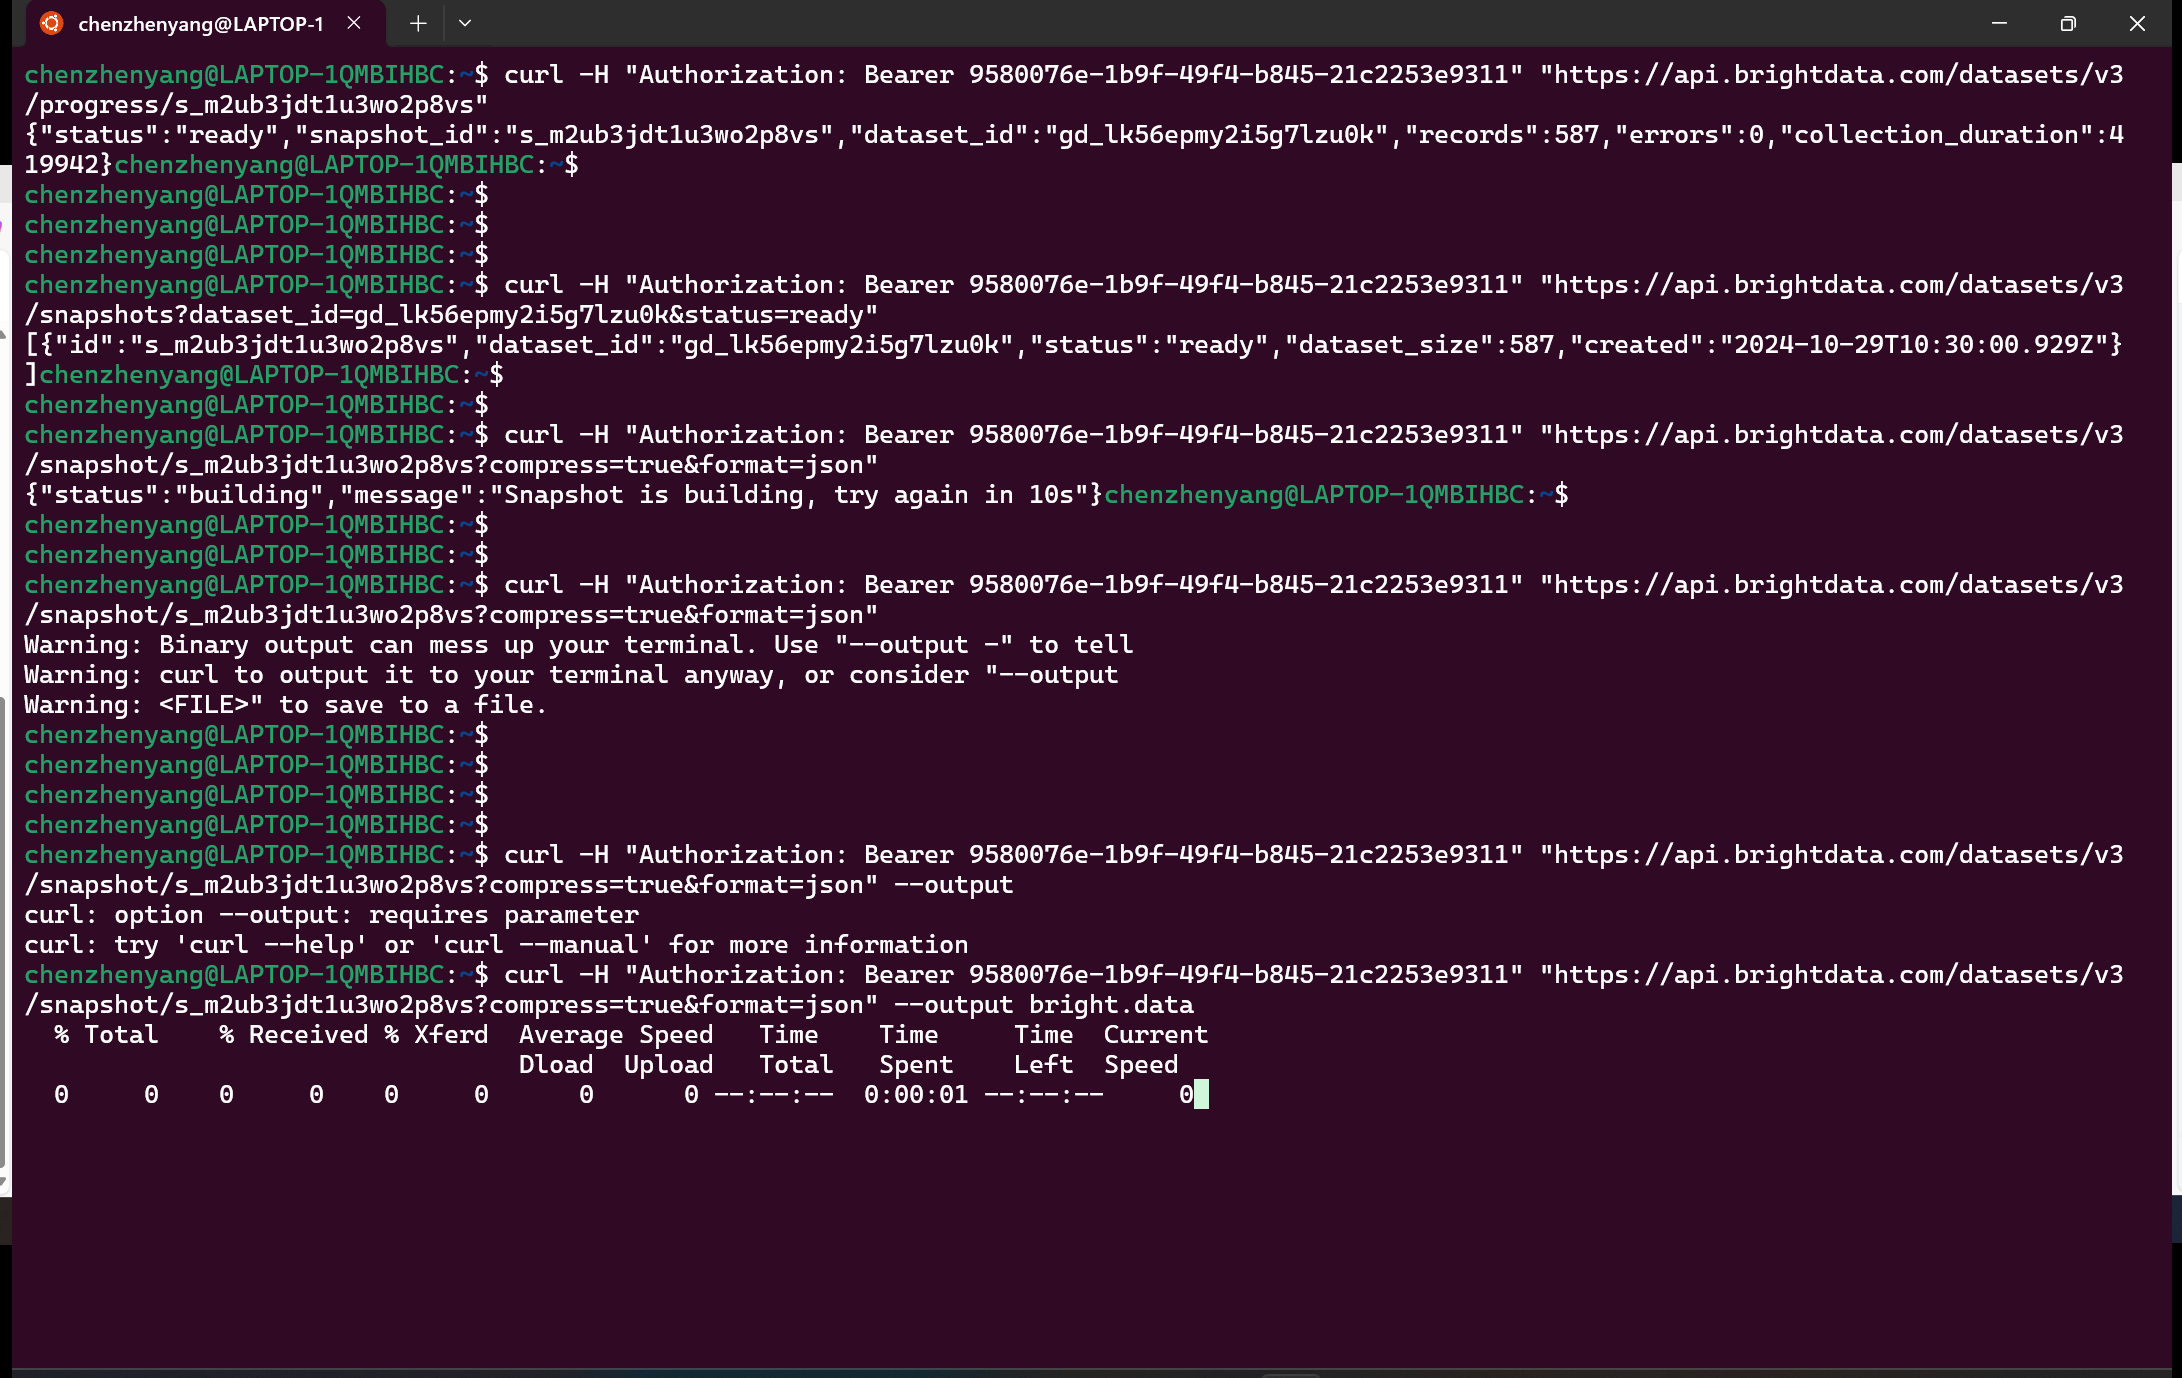 chenzhenyang@LAPTOP-1
chenzhenyang@LAPTOP-1QMBIHBC:~$ curl -H "Authorization: Bearer 9580076e-1b9f-49f4-b845-21c2253e9311" "https://api.brightdata.com/datasets/v3
/progress/s_m2ub3jdt1u3wo2p8vs"
{"status":"ready","snapshot_id":"s_m2ub3jdt1u3wo2p8vs","dataset_id":"gd_lk56epmy2i5g7lzu0k","records":587,"errors":0,"collection_duration":4
19942}chenzhenyang@LAPTOP-1QMBIHBC:~$
chenzhenyang@LAPTOP-1QMBIHBC:~$
chenzhenyang@LAPTOP-1QMBIHBC:~$
chenzhenyang@LAPTOP-1QMBIHBC:~$
chenzhenyang@LAPTOP-1QMBIHBC:~$ curl -H "Authorization: Bearer 9580076e-1b9f-49f4-b845-21c2253e9311" "https://api.brightdata.com/datasets/v3
/snapshots?dataset_id=gd_lk56epmy2i5g7lzu0k&status=ready"
[{"id":"s_m2ub3jdt1u3wo2p8vs","dataset_id":"gd_lk56epmy2i5g7lzu0k","status":"ready","dataset_size":587,"created":"2024-10-29T10:30:00.929Z"}
]chenzhenyang@LAPTOP-1QMBIHBC:~$
chenzhenyang@LAPTOP-1QMBIHBC:~$
chenzhenyang@LAPTOP-1QMBIHBC:~$ curl -H "Authorization: Bearer 9580076e-1b9f-49f4-b845-21c2253e9311" "https://api.brightdata.com/datasets/v3
/snapshot/s_m2ub3jdt1u3wo2p8vs?compress=true&format=json"
{"status":"building","message":"Snapshot is building, try again in 10s"}chenzhenyang@LAPTOP-1QMBIHBC:~$
chenzhenyang@LAPTOP-1QMBIHBC:~$
chenzhenyang@LAPTOP-1QMBIHBC:~$
chenzhenyang@LAPTOP-1QMBIHBC:~$ curl -H "Authorization: Bearer 9580076e-1b9f-49f4-b845-21c2253e9311" "https://api.brightdata.com/datasets/v3
/snapshot/s_m2ub3jdt1u3wo2p8vs?compress=true&format=json"
Warning: Binary output can mess up your terminal. Use "--output -" to tell
Warning: curl to output it to your terminal anyway, or consider "--output
Warning: <FILE>" to save to a file.
chenzhenyang@LAPTOP-1QMBIHBC:~$
chenzhenyang@LAPTOP-1QMBIHBC:~$
chenzhenyang@LAPTOP-1QMBIHBC:~$
chenzhenyang@LAPTOP-1QMBIHBC:~$
chenzhenyang@LAPTOP-1QMBIHBC:~$ curl -H "Authorization: Bearer 9580076e-1b9f-49f4-b845-21c2253e9311" "https://api.brightdata.com/datasets/v3
/snapshot/s_m2ub3jdt1u3wo2p8vs?compress=true&format=json" --output
curl: option --output: requires parameter
curl: try 'curl --help' or 'curl --manual' for more information
chenzhenyang@LAPTOP-1QMBIHBC:~$ curl -H "Authorization: Bearer 9580076e-1b9f-49f4-b845-21c2253e9311" "https://api.brightdata.com/datasets/v3
/snapshot/s_m2ub3jdt1u3wo2p8vs?compress=true&format=json" --output bright.data
  % Total    % Received % Xferd  Average Speed   Time    Time     Time  Current
                                 Dload  Upload   Total   Spent    Left  Speed
  0     0    0     0    0     0      0      0 --:--:--  0:00:01 --:--:--     0